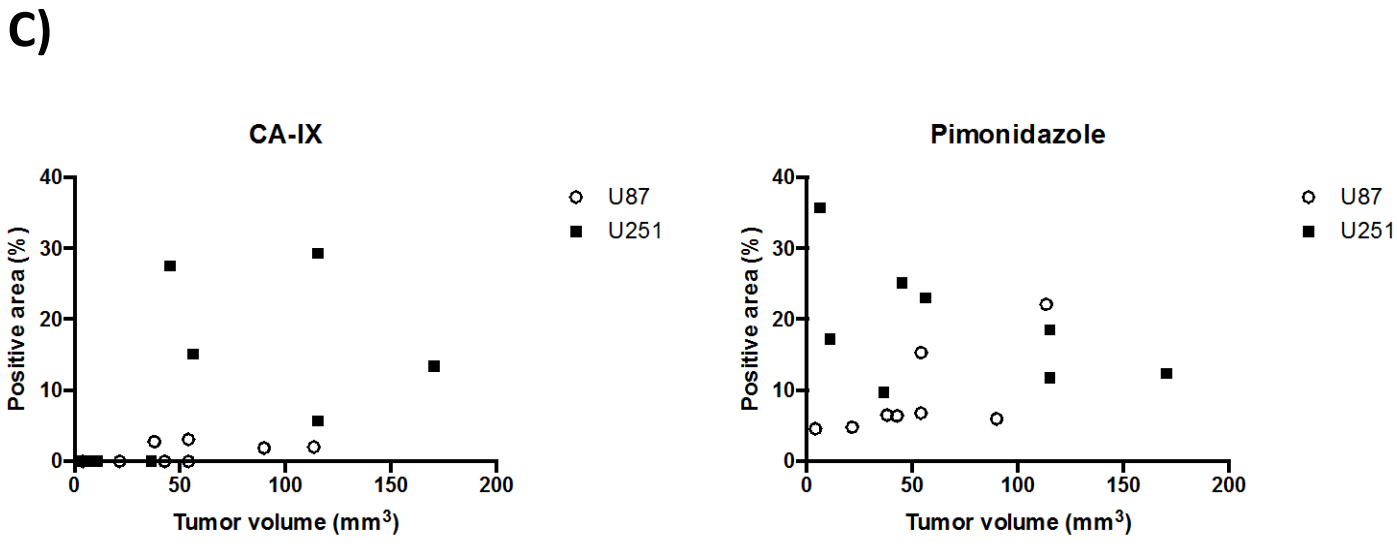 C)
CA-IX
Positive area (%)
40
30
20
10
0
0 50 100 150 200
Tumor volume (mm³)
U87
U251
Pimonidazole
Positive area (%)
40
30
20
10
0
0 50 100 150 200
Tumor volume (mm³)
U87
U251